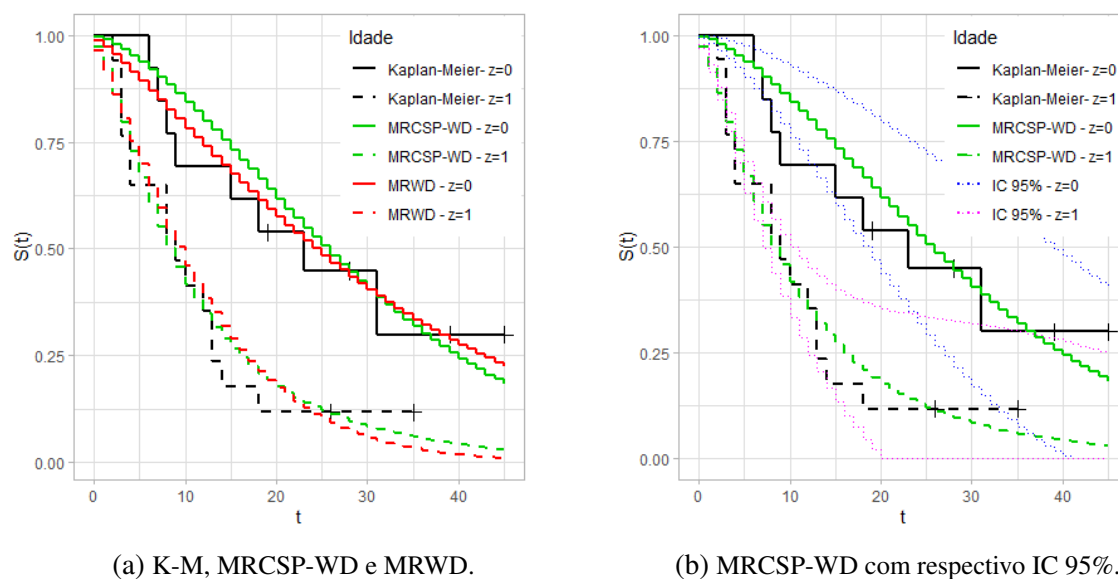 Idade
Kaplan-Meier- z=0
Kaplan-Meier- z=1
MRCSP-WD - z=0
MRCSP-WD - z=1
MRWD - z=0
MRWD - z=1
S(t)
1.00
0.75
0.50
0.25
0.00
0 10 20 30 40
t
(a) K-M, MRCSP-WD e MRWD.
Idade
Kaplan-Meier- z=0
Kaplan-Meier- z=1
MRCSP-WD - z=0
MRCSP-WD - z=1
IC 95% - z=0
IC 95% - z=1
S(t)
1.00
0.75
0.50
0.25
0.00
0 10 20 30 40
t
(b) MRCSP-WD com respectivo IC 95%.